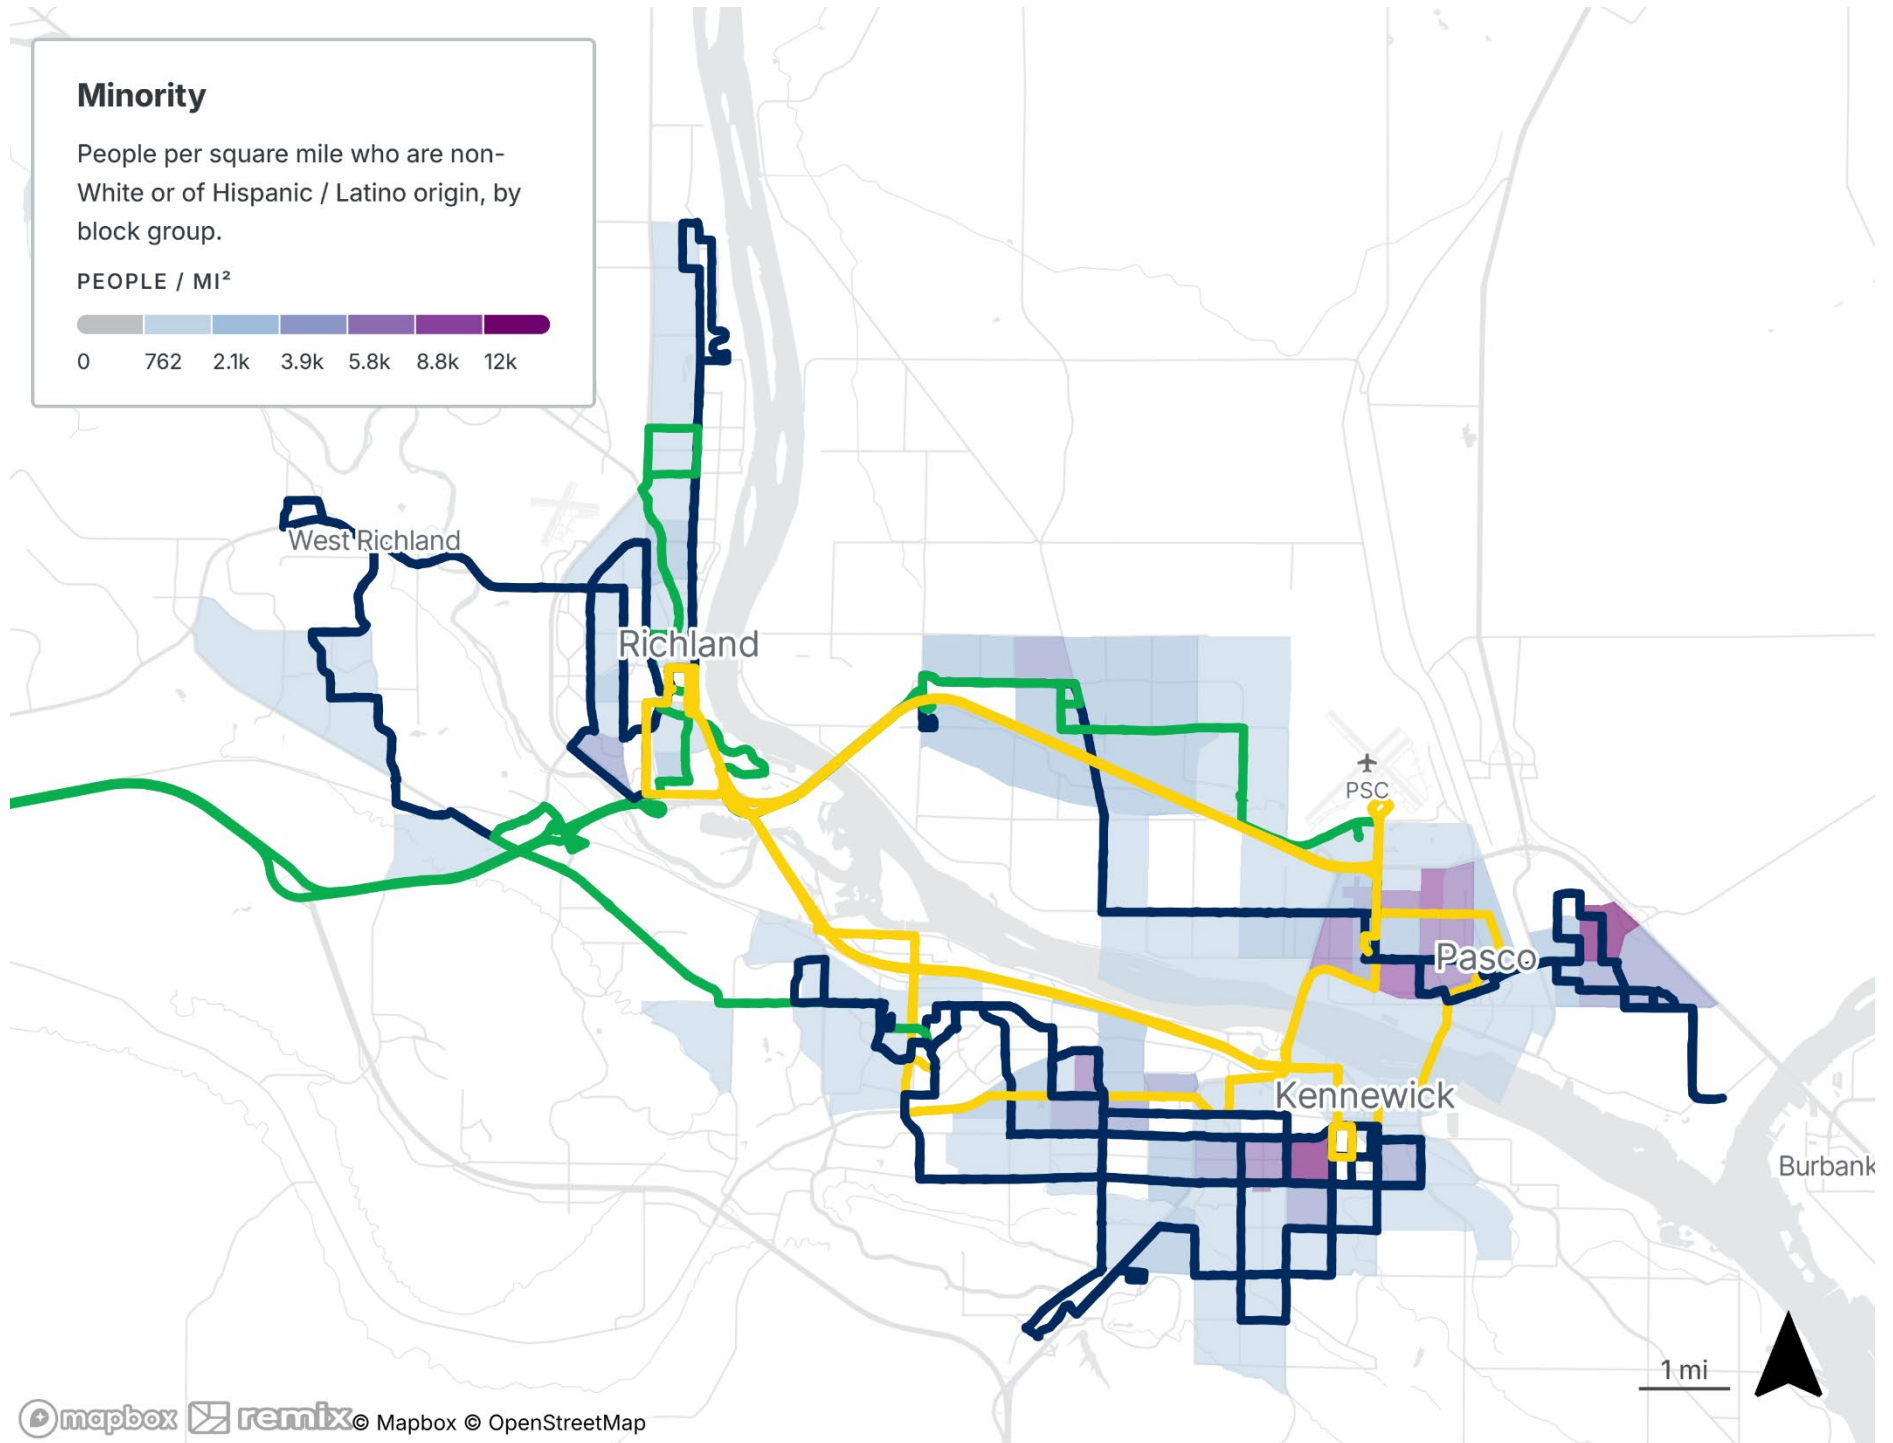 Minority
People per square mile who are non-
White or of Hispanic / Latino origin, by
block group.
PEOPLE / MI²
0 762 2.1k 3.9k 5.8k 8.8k 12k
West Richland
Richland
PSC
Pasco
Kennewick
Burbank
1 mi
mapbox remix © Mapbox © OpenStreetMap